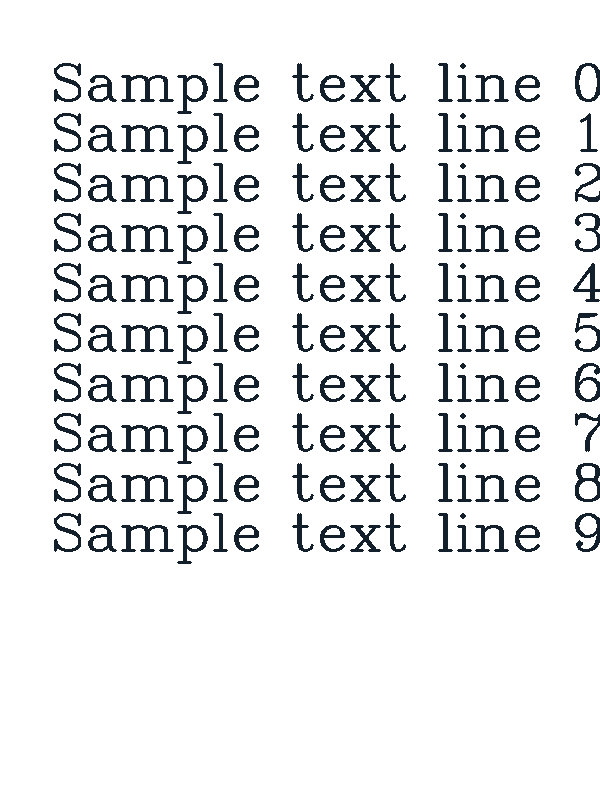 Sample text line 0
Sample text line 1
Sample text line 2
Sample text line 3
Sample text line 4
Sample text line 5
Sample text line 6
Sample text line 7
Sample text line 8
Sample text line 9